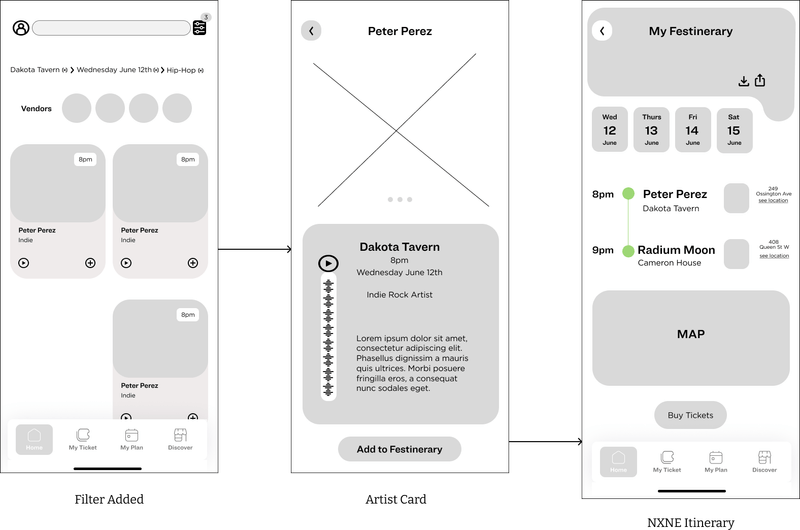 3
Dakota Tavern (x) > Wednesday June 12th (x) > Hip-Hop (x)
Vendors
8pm
8pm
Peter Perez
Indie
Peter Perez
Indie
8pm
Peter Perez
Indie
Home
My Ticket
My Plan
Discover
Filter Added
Peter Perez
Dakota Tavern
8pm
Wednesday June 12th
Indie Rock Artist
Lorem ipsum dolor sit amet,
consectetur adipiscing elit.
Phasellus dignissim a mauris
quis ultrices. Morbi posuere
fringilla eros, a consequat
nunc sodales eget.
Add to Festinerary
Artist Card
My Festinerary
Wed
12
June
Thurs
13
June
Fri
14
June
Sat
15
June
8pm
Peter Perez
Dakota Tavern
249
Ossington Ave
see location
9pm
Radium Moon
Cameron House
408
Queen St W
see location
MAP
Buy Tickets
Home
My Ticket
My Plan
Discover
NXNE Itinerary